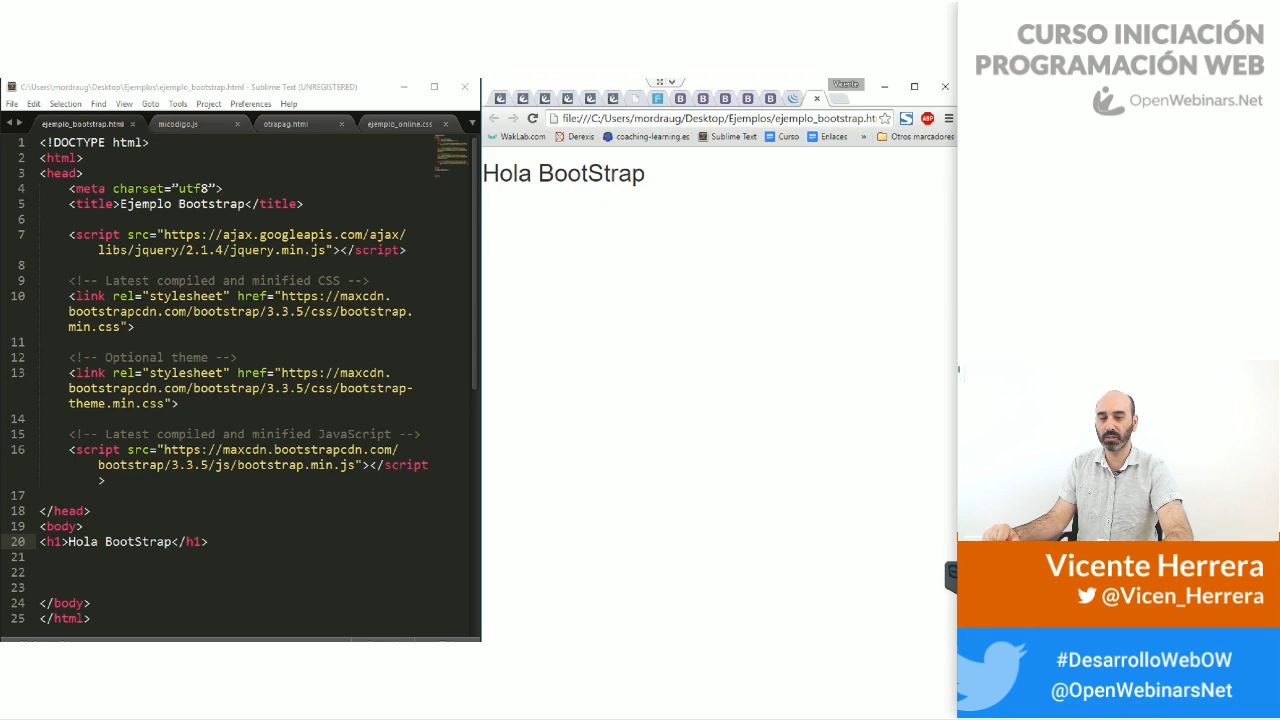 CURSO INICIACIÓN
PROGRAMACIÓN WEB
OpenWebinars.Net
C:\Users\mordraug\Desktop\Ejemplos\ejemplo_bootstrap.html - Sublime Text (UNREGISTERED)
File Edit Selection Find View Goto Tools Project Preferences Help
ejemplo_bootstrap.html × micodigo.js × otrapag.html × ejemplo_online.css ×
1 <!DOCTYPE html>
2 <html>
3 <head>
4 <meta charset=”utf8”>
5 <title>Ejemplo Bootstrap</title>
6
7 <script src="https://ajax.googleapis.com/ajax/
libs/jquery/2.1.4/jquery.min.js"></script>
8
9 <!-- Latest compiled and minified CSS -->
10 <link rel="stylesheet" href="https://maxcdn.
bootstrapcdn.com/bootstrap/3.3.5/css/bootstrap.
min.css">
11
12 <!-- Optional theme -->
13 <link rel="stylesheet" href="https://maxcdn.
bootstrapcdn.com/bootstrap/3.3.5/css/bootstrap-
theme.min.css">
14
15 <!-- Latest compiled and minified JavaScript -->
16 <script src="https://maxcdn.bootstrapcdn.com/
bootstrap/3.3.5/js/bootstrap.min.js"></script
>
17
18 </head>
19 <body>
20 <h1>Hola BootStrap</h1>
21
22
23
24 </body>
25 </html>
Vicente
file:///C:/Users/mordraug/Desktop/Ejemplos/ejemplo_bootstrap.ht
ABP
WakLab.com Derexis coaching-learning.es Sublime Text Curso Enlaces » Otros marcadores
Hola BootStrap
Vicente Herrera
@Vicen_Herrera
#DesarrolloWebOW
@OpenWebinarsNet